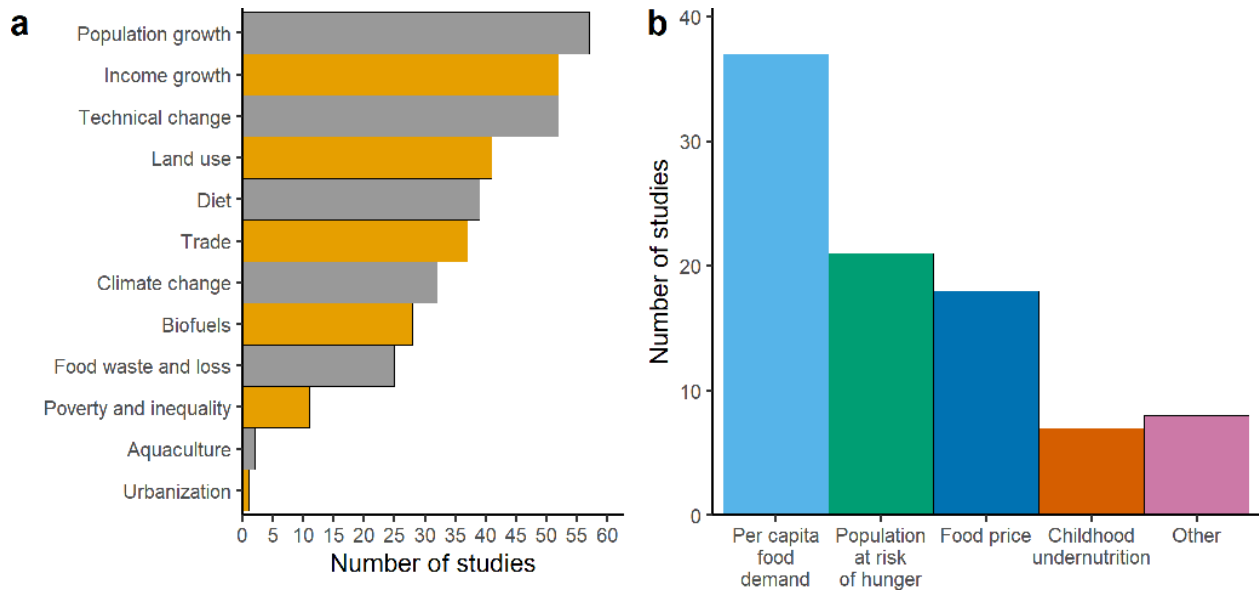 a
Population growth
Income growth
Technical change
Land use
Diet
Trade
Climate change
Biofuels
Food waste and loss
Poverty and inequality
Aquaculture
Urbanization
0 5 10 15 20 25 30 35 40 45 50 55 60
Number of studies
b
Number of studies
40
30
20
10
0
Per capita
food
demand
Population
at risk
of hunger
Food price
Childhood
undernutrition
Other